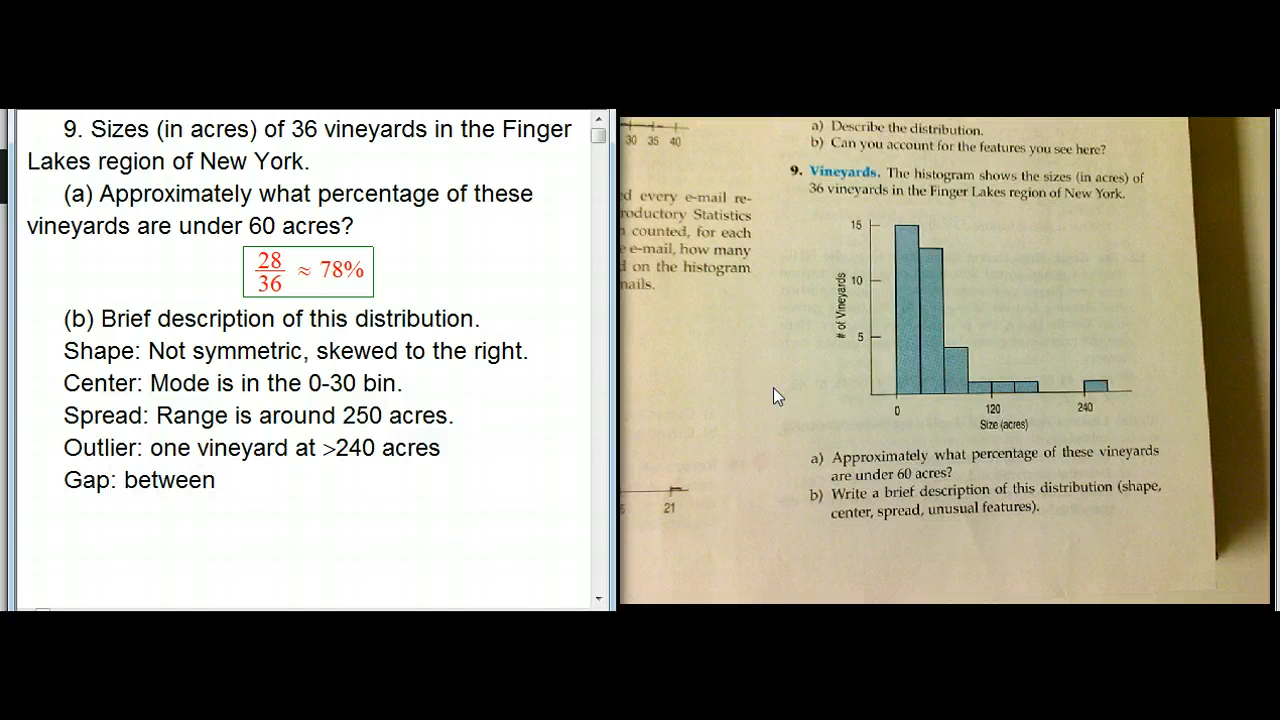 9. Sizes (in acres) of 36 vineyards in the Finger
Lakes region of New York.
(a) Approximately what percentage of these
vineyards are under 60 acres?
28
36
≈ 78%
(b) Brief description of this distribution.
Shape: Not symmetric, skewed to the right.
Center: Mode is in the 0-30 bin.
Spread: Range is around 250 acres.
Outlier: one vineyard at >240 acres
Gap: between
30 35 40
d every e-mail re-
roductory Statistics
counted, for each
e e-mail, how many
d on the histogram
nails.
21
a) Describe the distribution.
b) Can you account for the features you see here?
9. Vineyards. The histogram shows the sizes (in acres) of
36 vineyards in the Finger Lakes region of New York.
15
10
5
# of Vineyards
0 120 240
Size (acres)
a) Approximately what percentage of these vineyards
are under 60 acres?
b) Write a brief description of this distribution (shape,
center, spread, unusual features).